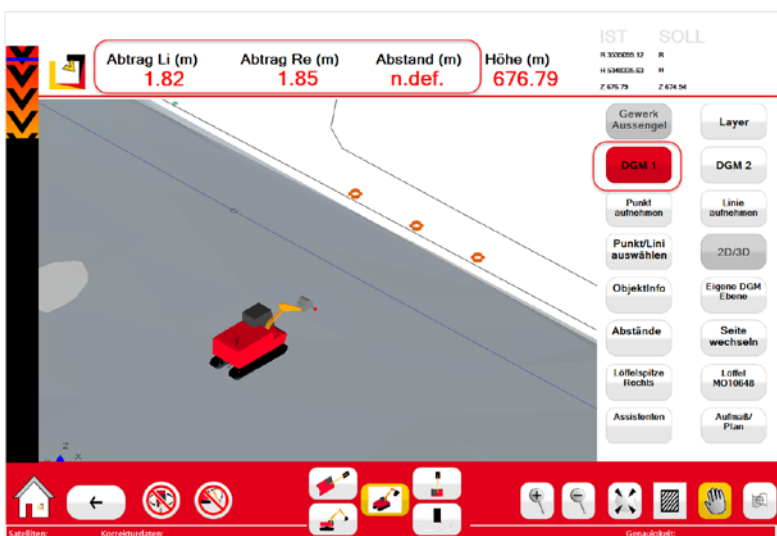 IST SOLL
Abtrag Li (m) Abtrag Re (m) Abstand (m) Höhe (m)
1.82 1.85 n.def. 676.79
R
H
Z 676.79 Z 674.94
Gewerk
Aussengel
Layer
DGM 1
DGM 2
Punkt
aufnehmen
Linie
aufnehmen
Punkt/Lini
auswählen
2D/3D
ObjektInfo
Eigene DGM
Ebene
Abstände
Seite
wechseln
Löffelspitze
Rechts
Löffel
MO10648
Assistenten
Aufmaß/
Plan
Z
X
Satelliten: Korrekturdaten: Genauigkeit: